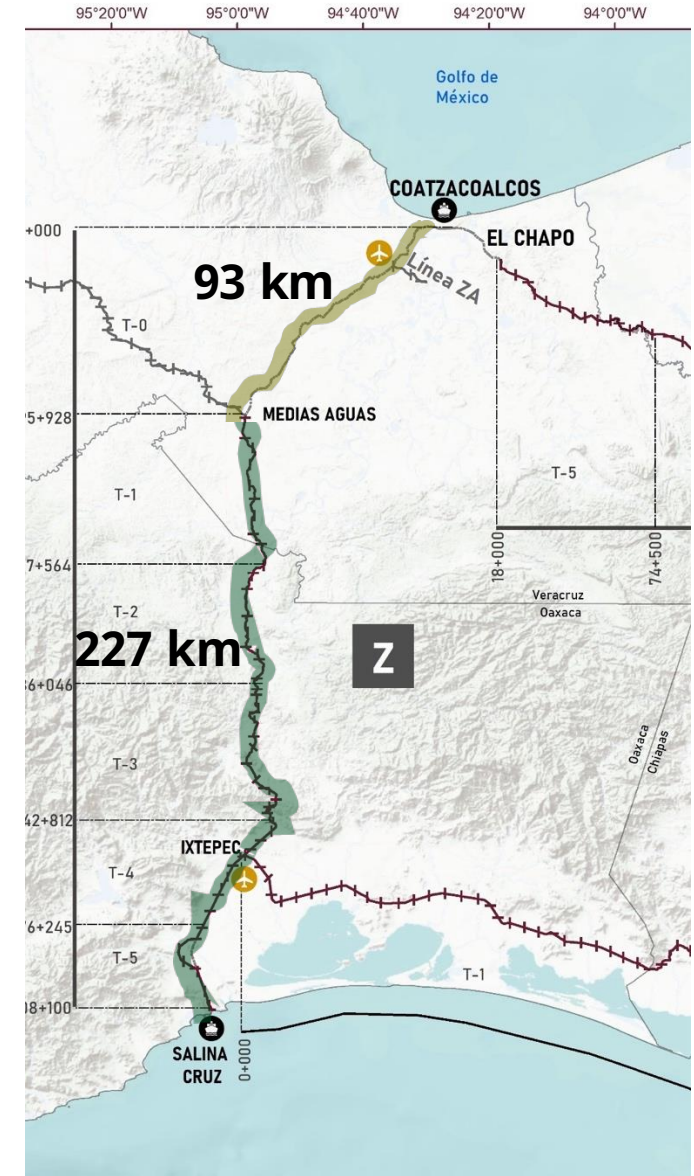 95°20'0"W 95°0'0"W 94°40'0"W 94°20'0"W 94°0'0"W
Golfo de
México
COATZACOALCOS
+000
EL CHAPO
93 km
Línea ZA
T-0
5+928
MEDIAS AGUAS
T-1
T-5
18+000
74+500
7+564
Veracruz
Oaxaca
T-2
227 km
Z
6+046
Oaxaca
Chiapas
T-3
42+812
IXTEPEC
T-4
6+245
T-5
T-1
8+100
SALINA
CRUZ
0+000